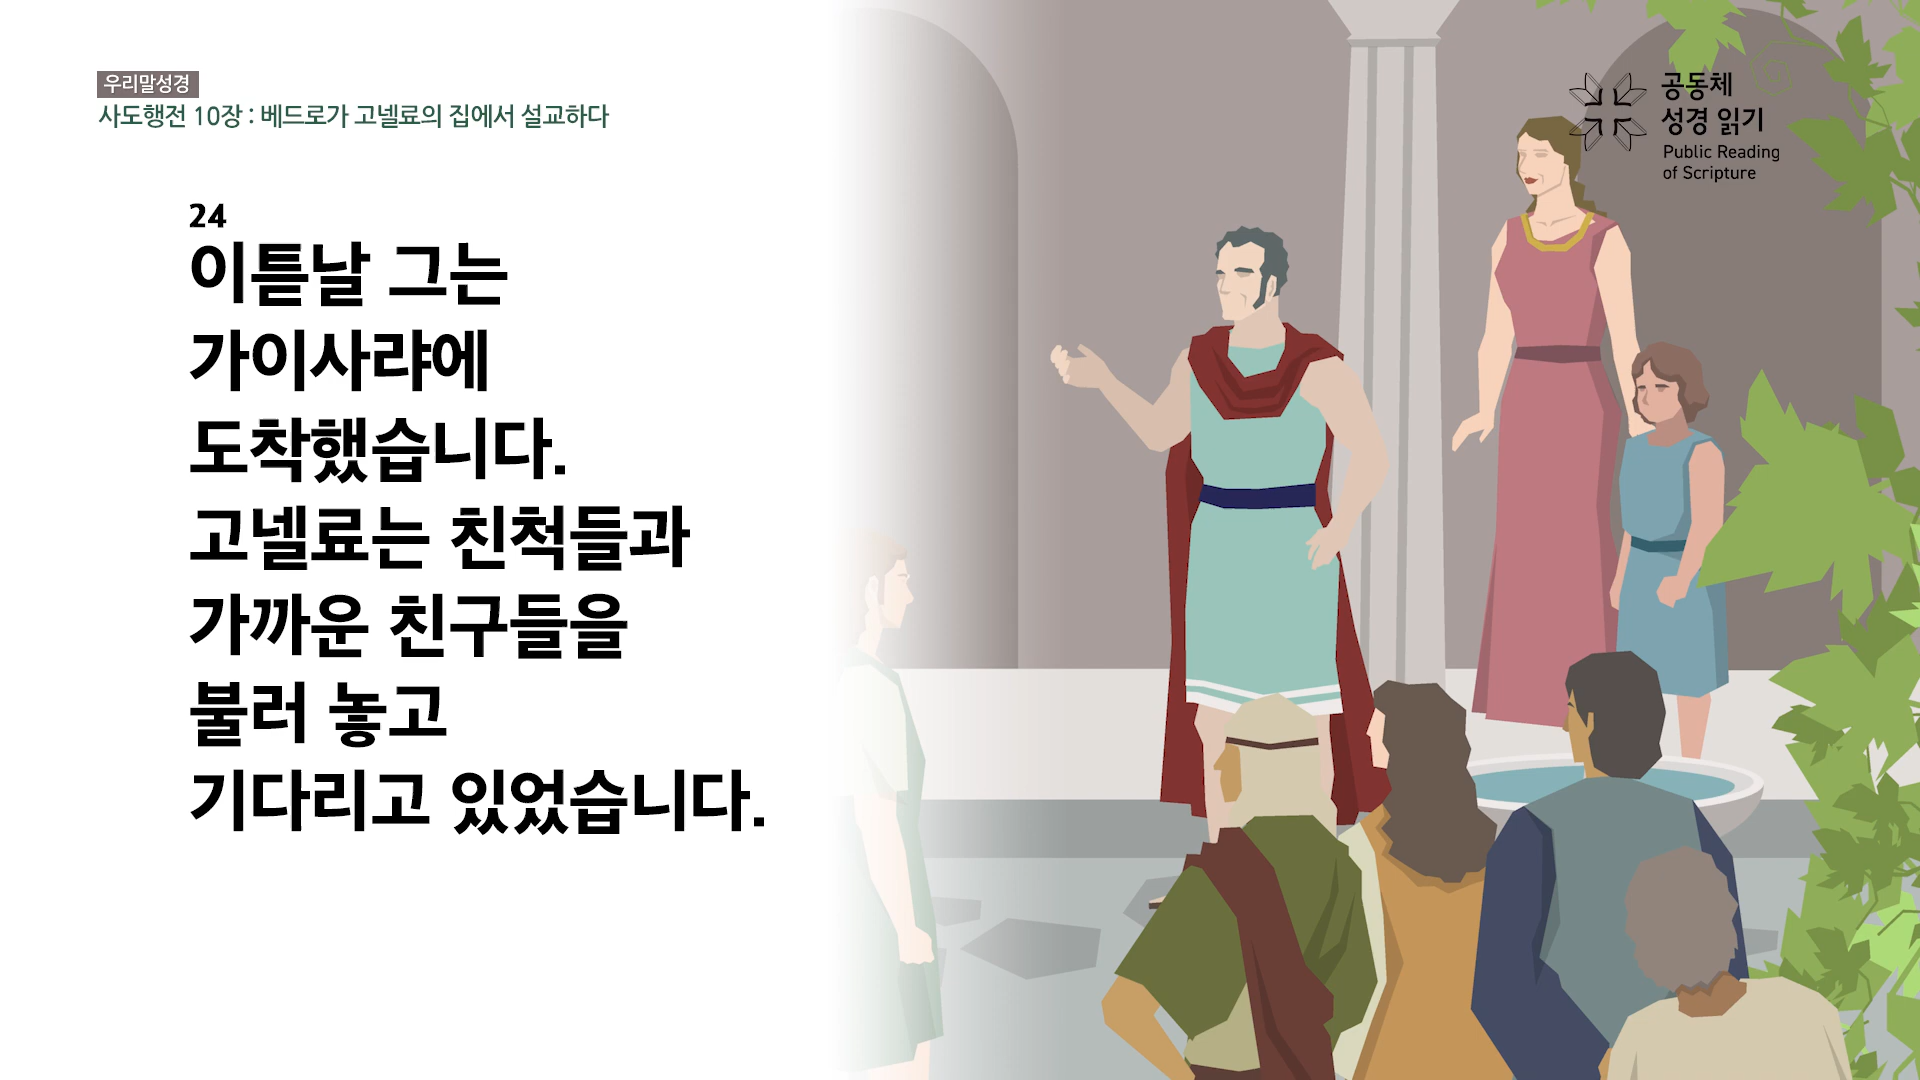 우리말성경
사도행전 10장 : 베드로가 고넬료의 집에서 설교하다
공동체
성경 읽기
Public Reading
of Scripture
24
이튿날 그는
가이사랴에
도착했습니다.
고넬료는 친척들과
가까운 친구들을
불러 놓고
기다리고 있었습니다.